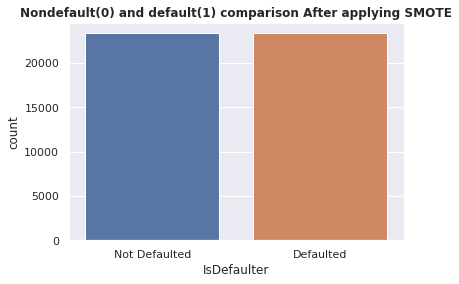 Nondefault(0) and default(1) comparison After applying SMOTE
20000
15000
10000
5000
0
count
Not Defaulted
Defaulted
IsDefaulter